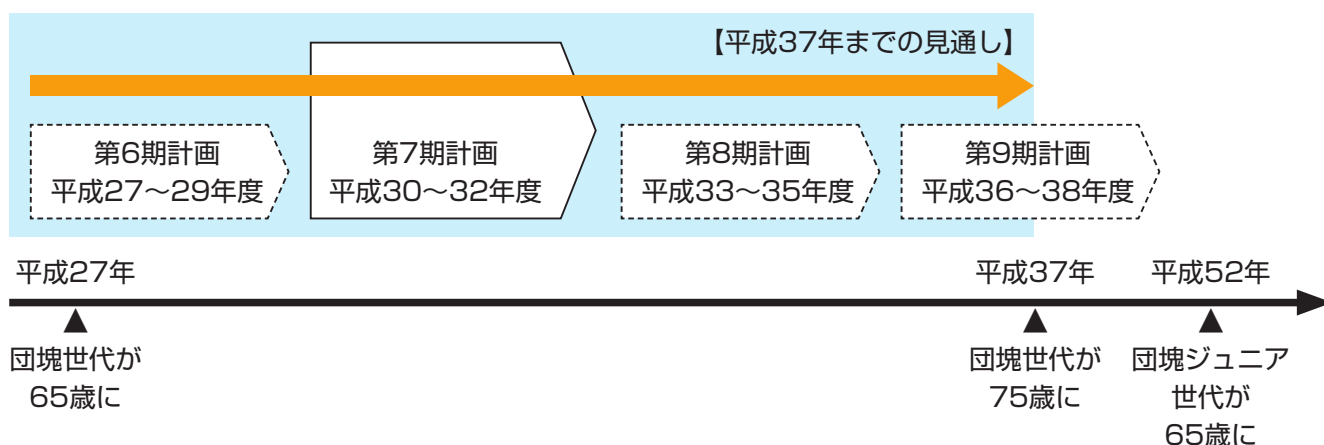 【平成37年までの見通し】
第6期計画
平成27～29年度
第7期計画
平成30～32年度
第8期計画
平成33～35年度
第9期計画
平成36～38年度
平成27年
平成37年
平成52年
団塊世代が
65歳に
団塊世代が
75歳に
団塊ジュニア
世代が
65歳に